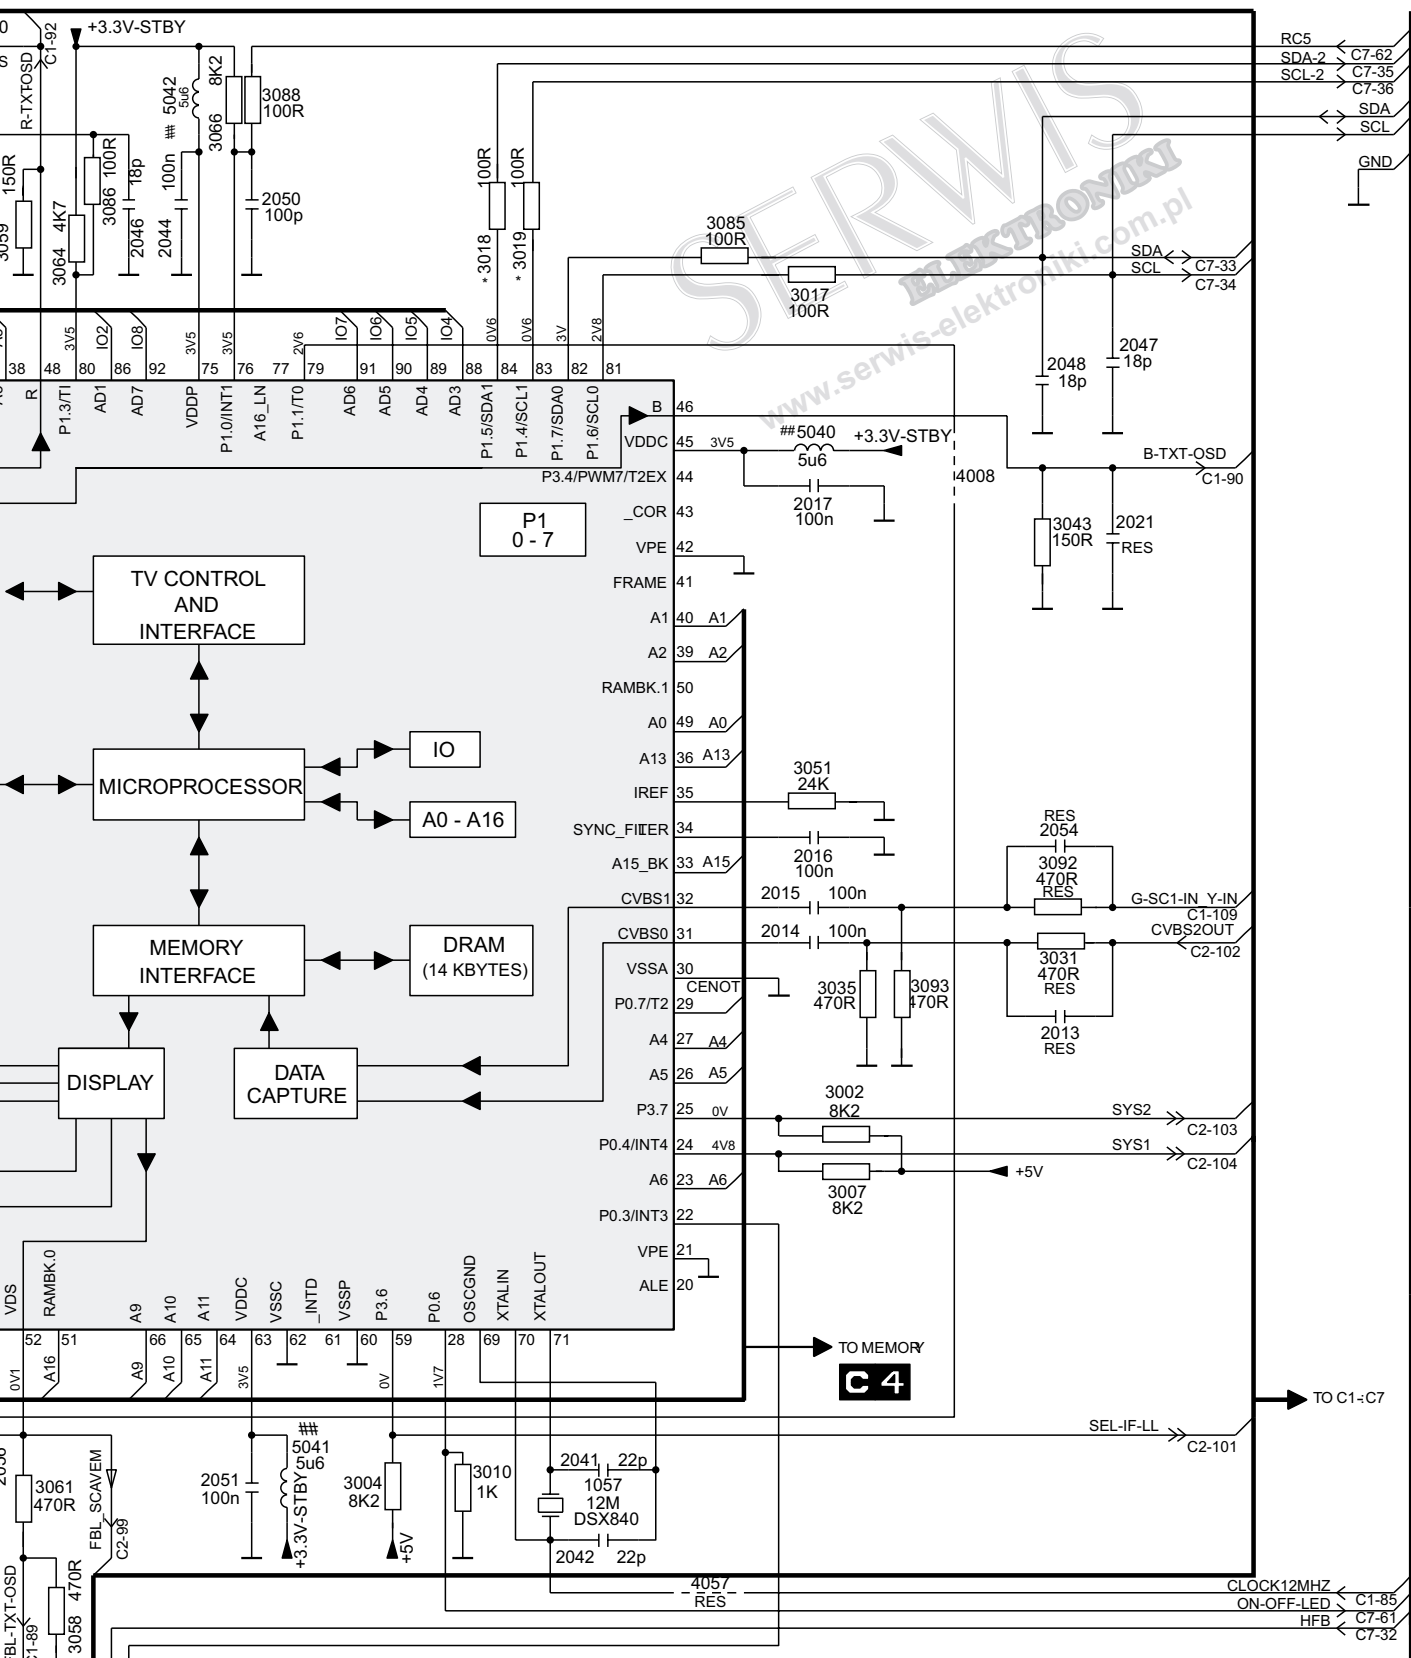 +3.3V-STBY
C1-92
R-TXT-OSD
150R
3059
3064 4K7
3086 100R
18p
2046
## 5042
5u6
100n
2044
8K2
3066
3088
100R
2050
100p
100R
* 3018
100R
* 3019
3085
100R
3017
100R
RC5
C7-62
SDA-2
C7-35
SCL-2
C7-36
SDA
SCL
GND
SDA
C7-33
SCL
C7-34
SERWIS
ELEKTRONIKI
www.serwis-elektroniki.com.pl
2047
18p
2048
18p
3V5
IO2
IO8
3V5
3V5
2V6
IO7
IO6
IO5
IO4
0V6
0V6
3V
2V8
38 48 80 86 92 75 76 77 79 91 90 89 88 84 83 82 81
R
P1.3/TI
AD1
AD7
VDDP
P1.0/INT1
A16_LN
P1.1/T0
AD6
AD5
AD4
AD3
P1.5/SDA1
P1.4/SCL1
P1.7/SDA0
P1.6/SCL0
B 46
VDDC 45 3V5
##5040
5u6
+3.3V-STBY
P3.4/PWM7/T2EX 44
2017
100n
4008
B-TXT-OSD
C1-90
_COR 43
P1
0 - 7
3043
150R
2021
RES
VPE 42
FRAME 41
TV CONTROL
AND
INTERFACE
A1 40 A1
A2 39 A2
RAMBK.1 50
A0 49 A0
A13 36 A13
IREF 35
3051
24K
SYNC_FILTER 34
2016
100n
A15_BK 33 A15
IO
MICROPROCESSOR
A0 - A16
CVBS1 32
2015 100n
RES
2054
3092
470R
RES
G-SC1-IN_Y-IN
C1-109
CVBS0 31
2014 100n
CVBS2OUT
C2-102
3031
470R
RES
2013
RES
MEMORY
INTERFACE
DRAM
(14 KBYTES)
VSSA 30
CENOT
P0.7/T2 29
3035
470R
3093
470R
A4 27 A4
A5 26 A5
DISPLAY
DATA
CAPTURE
P3.7 25 0V
3002
8K2
SYS2
C2-103
P0.4/INT4 24 4V8
SYS1
C2-104
+5V
3007
8K2
A6 23 A6
P0.3/INT3 22
VPE 21
ALE 20
VDS
RAMBK.0
A9
A10
A11
VDDC
VSSC
_INTD
VSSP
P3.6
P0.6
OSCGND
XTALIN
XTALOUT
52 51 66 65 64 63 62 61 60 59 28 69 70 71
0V1
A16
A9
A10
A11
3V5
0V
1V7
TO MEMORY
C 4
TO C1÷C7
SEL-IF-LL
C2-101
3061
470R
FBL_SCAVEM
C2-99
2051
100n
##
5041
5u6
+3.3V-STBY
3004
8K2
+5V
3010
1K
2041 22p
1057
12M
DSX840
2042 22p
FBL-TXT-OSD
C1-89
3058 470R
4057
RES
CLOCK12MHZ
C1-85
ON-OFF-LED
C7-61
HFB
C7-32